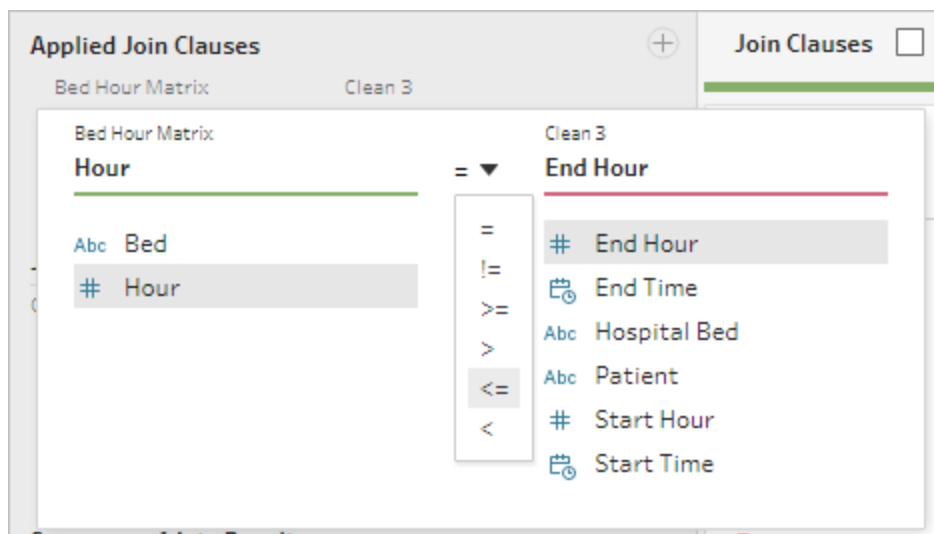 Applied Join Clauses
Join Clauses
Bed Hour Matrix Clean 3
Bed Hour Matrix Clean 3
Hour = End Hour
=
!=
>=
>
<=
<
Abc Bed
# Hour
# End Hour
End Time
Abc Hospital Bed
Abc Patient
# Start Hour
Start Time